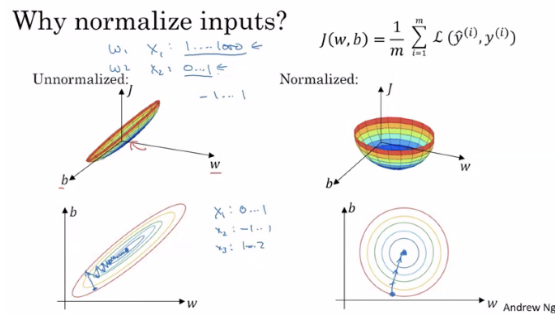 Why normalize inputs?
w₁ x₁: 1....1000 ←
w2 x₂: 0...1 ←
-1...1
J(w, b) = 1/m Σ_{i=1}^{m} ℒ(ŷ⁽ⁱ⁾, y⁽ⁱ⁾)
Unnormalized:
J
w
b
Normalized:
J
w
b
b
w
x₁: 0...1
x₂: -1...1
x₃: 1...2
b
w
Andrew Ng